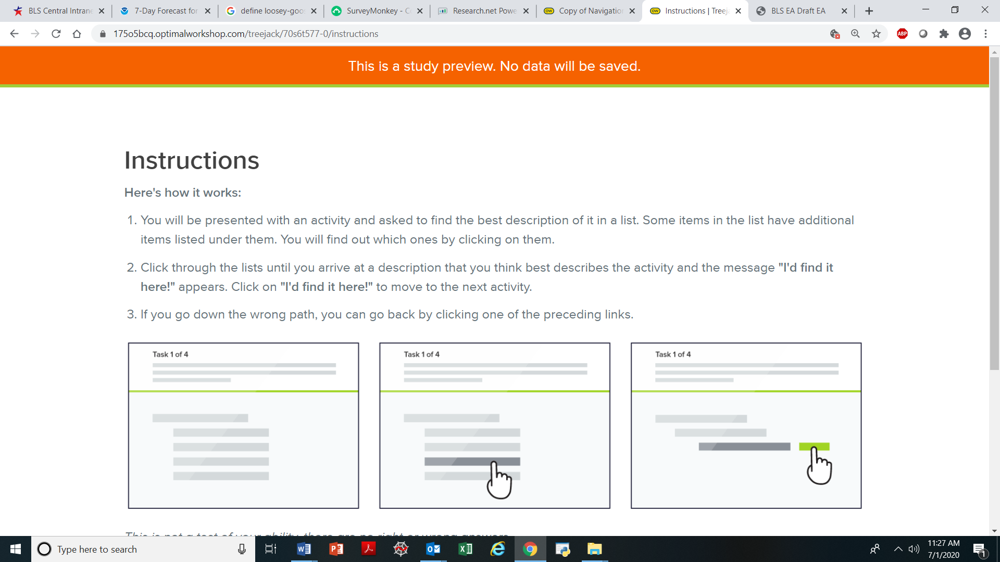 BLS Central Intrane
7-Day Forecast for
define loosey-goos
SurveyMonkey - C
Research.net Powe
Copy of Navigation
Instructions | Treeja
BLS EA Draft EA
175o5bcq.optimalworkshop.com/treejack/70s6t577-0/instructions
ABP
This is a study preview. No data will be saved.
Instructions
Here's how it works:
1. You will be presented with an activity and asked to find the best description of it in a list. Some items in the list have additional
items listed under them. You will find out which ones by clicking on them.
2. Click through the lists until you arrive at a description that you think best describes the activity and the message "I'd find it
here!" appears. Click on "I'd find it here!" to move to the next activity.
3. If you go down the wrong path, you can go back by clicking one of the preceding links.
Task 1 of 4
Task 1 of 4
Task 1 of 4
This is not a test of your ability, there are no right or wrong answers.
Type here to search
11:27 AM
7/1/2020
1